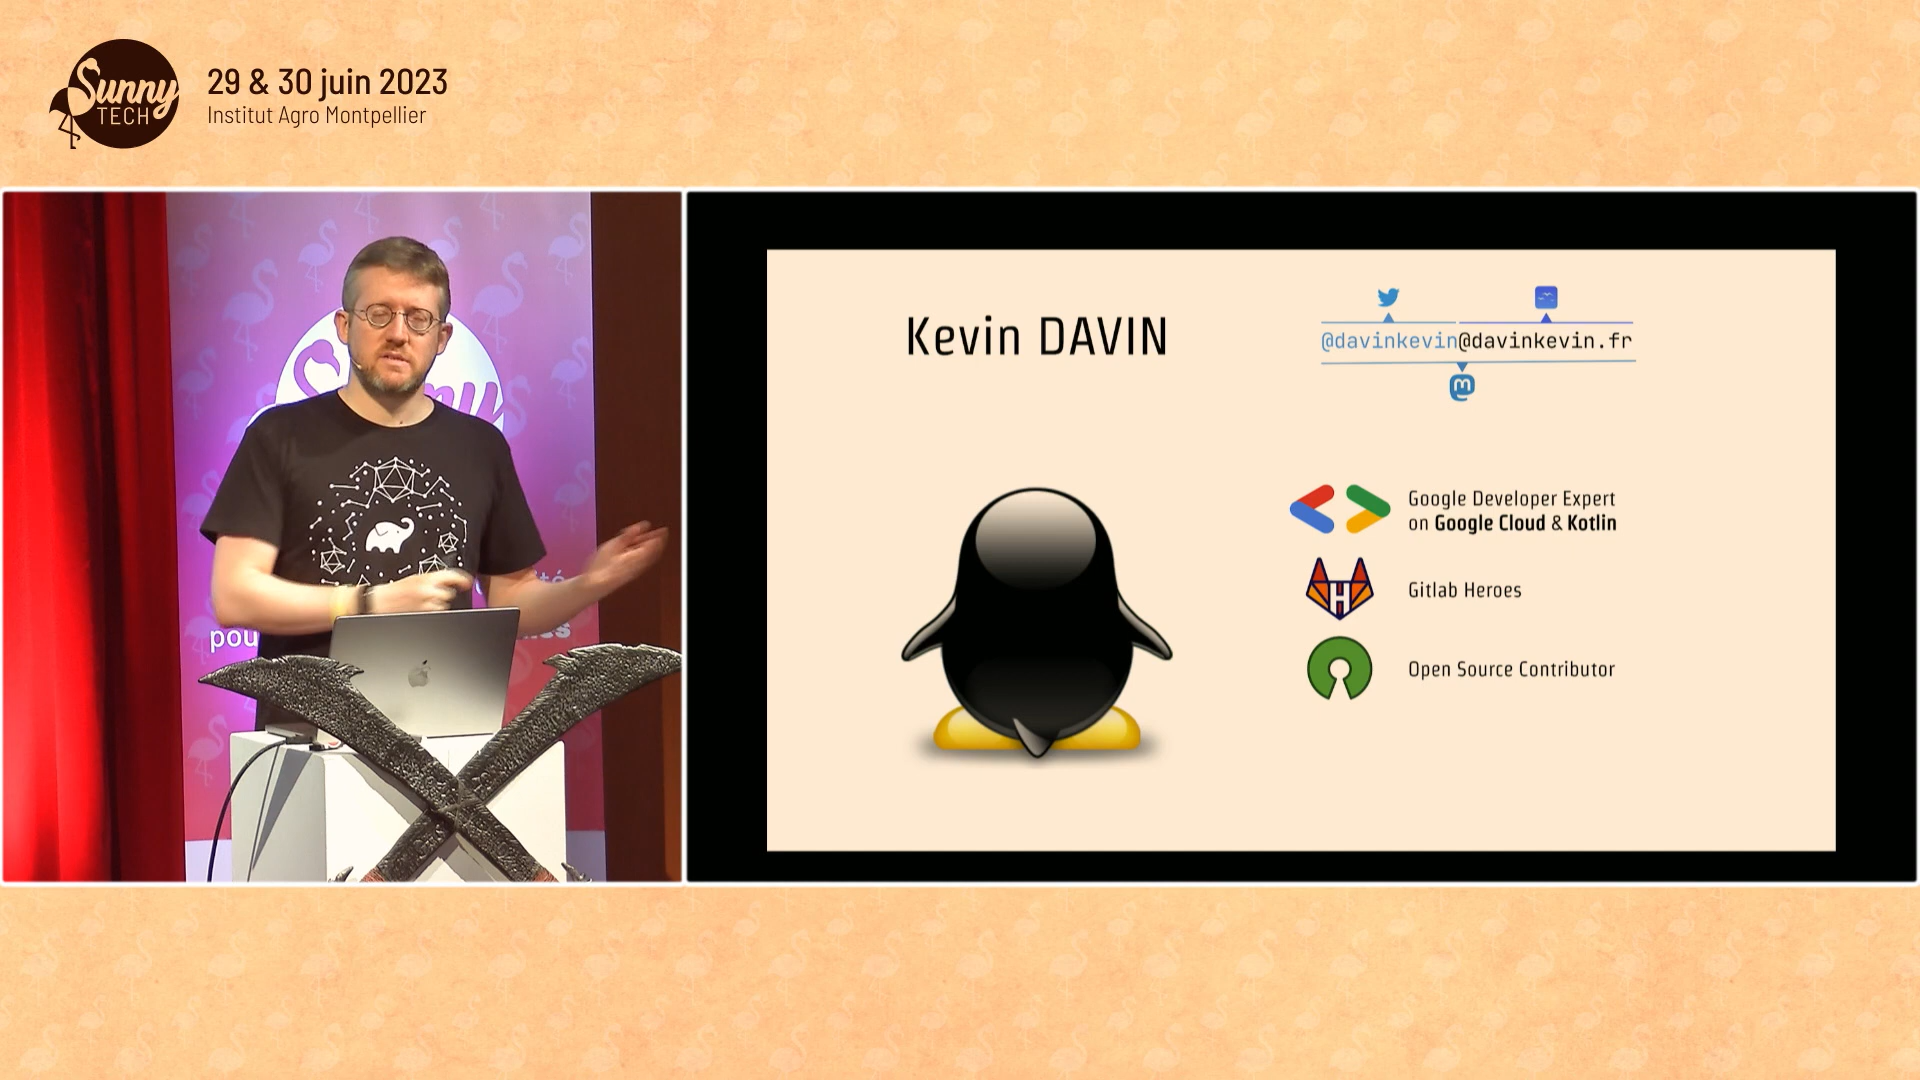 Sunny
TECH
29 & 30 juin 2023
Institut Agro Montpellier
pou
Kevin DAVIN
@davinkevin@davinkevin.fr
Google Developer Expert
on Google Cloud & Kotlin
Gitlab Heroes
Open Source Contributor